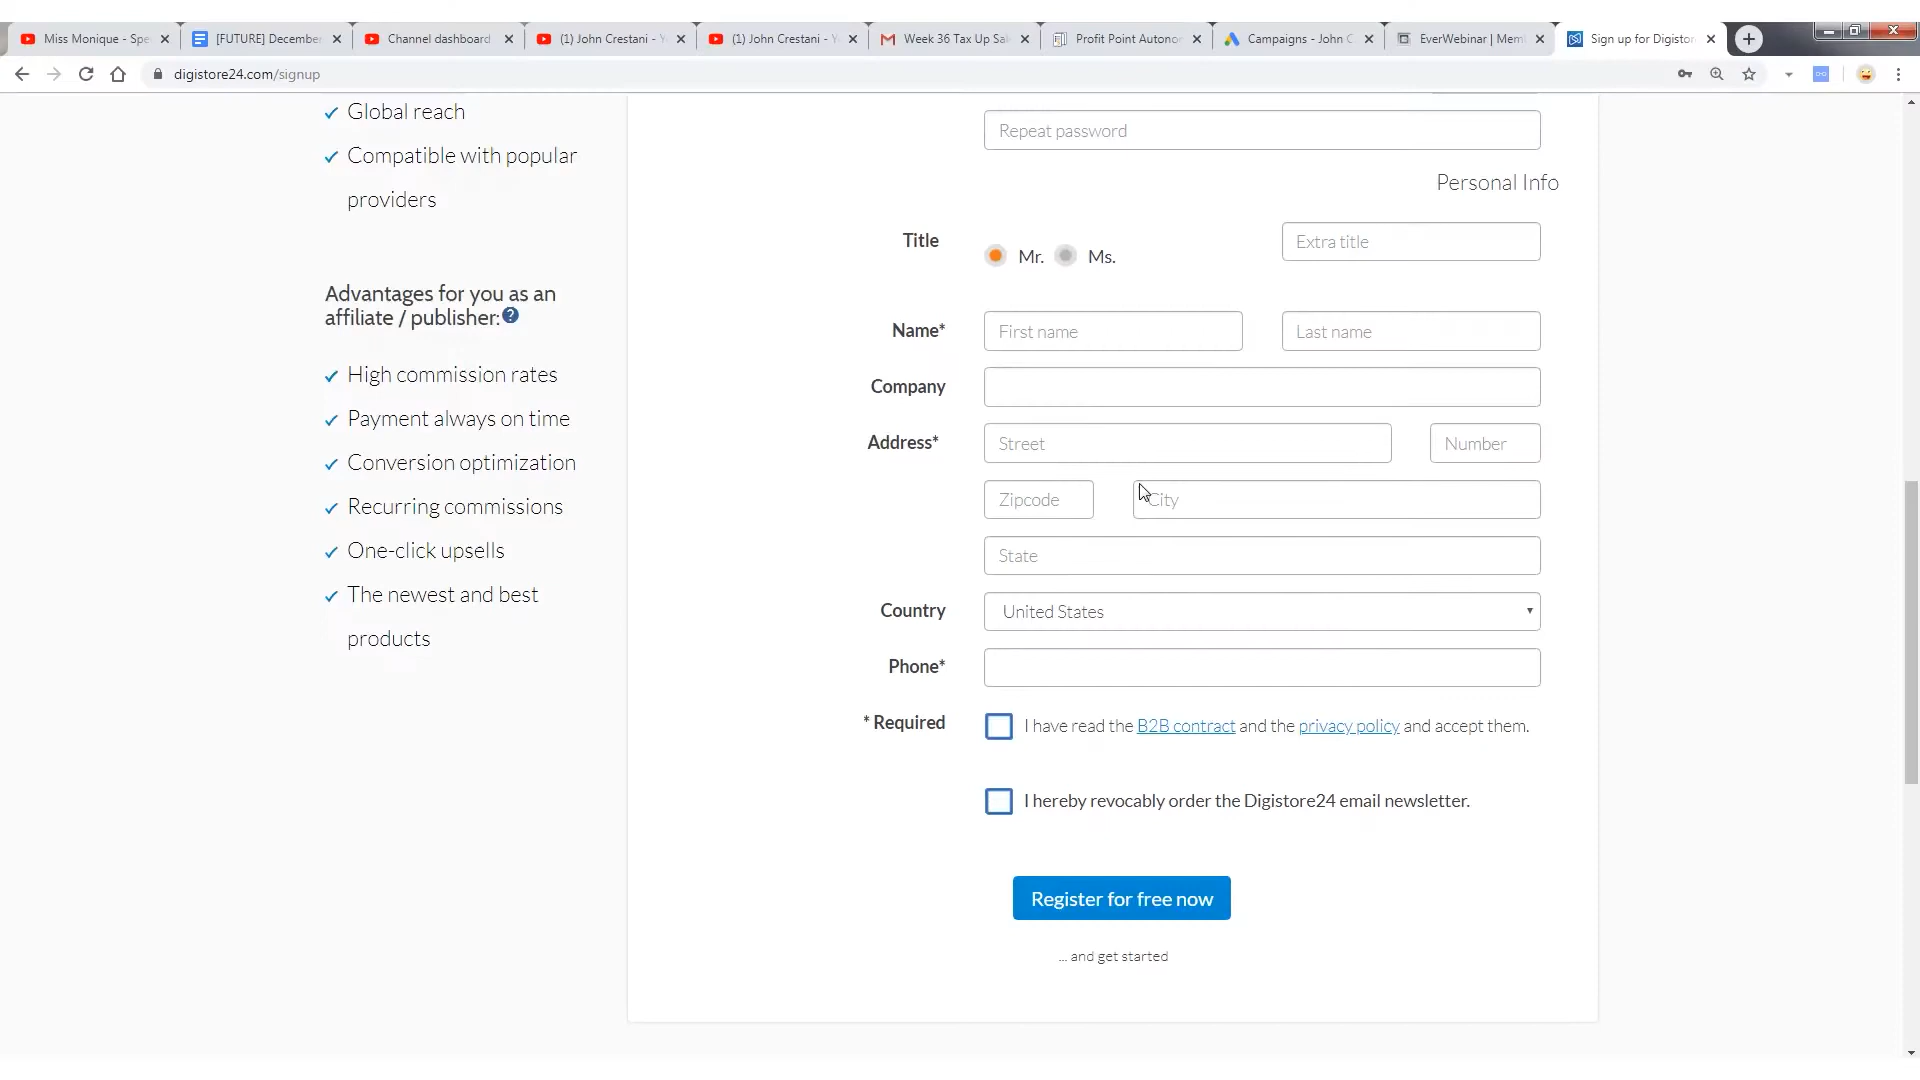 Miss Monique - Spe
[FUTURE] December
Channel dashboard
(1) John Crestani - Y
(1) John Crestani - Y
Week 36 Tax Up Sal
Profit Point Autono
Campaigns - John C
EverWebinar | Mem
Sign up for Digistor
digistore24.com/signup
Global reach
Compatible with popular
providers
Advantages for you as an
affiliate / publisher:
High commission rates
Payment always on time
Conversion optimization
Recurring commissions
One-click upsells
The newest and best
products
Repeat password
Personal Info
Title Mr. Ms. Extra title
Name* First name Last name
Company
Address* Street Number
Zipcode City
State
Country United States
Phone*
* Required I have read the B2B contract and the privacy policy and accept them.
I hereby revocably order the Digistore24 email newsletter.
Register for free now
... and get started